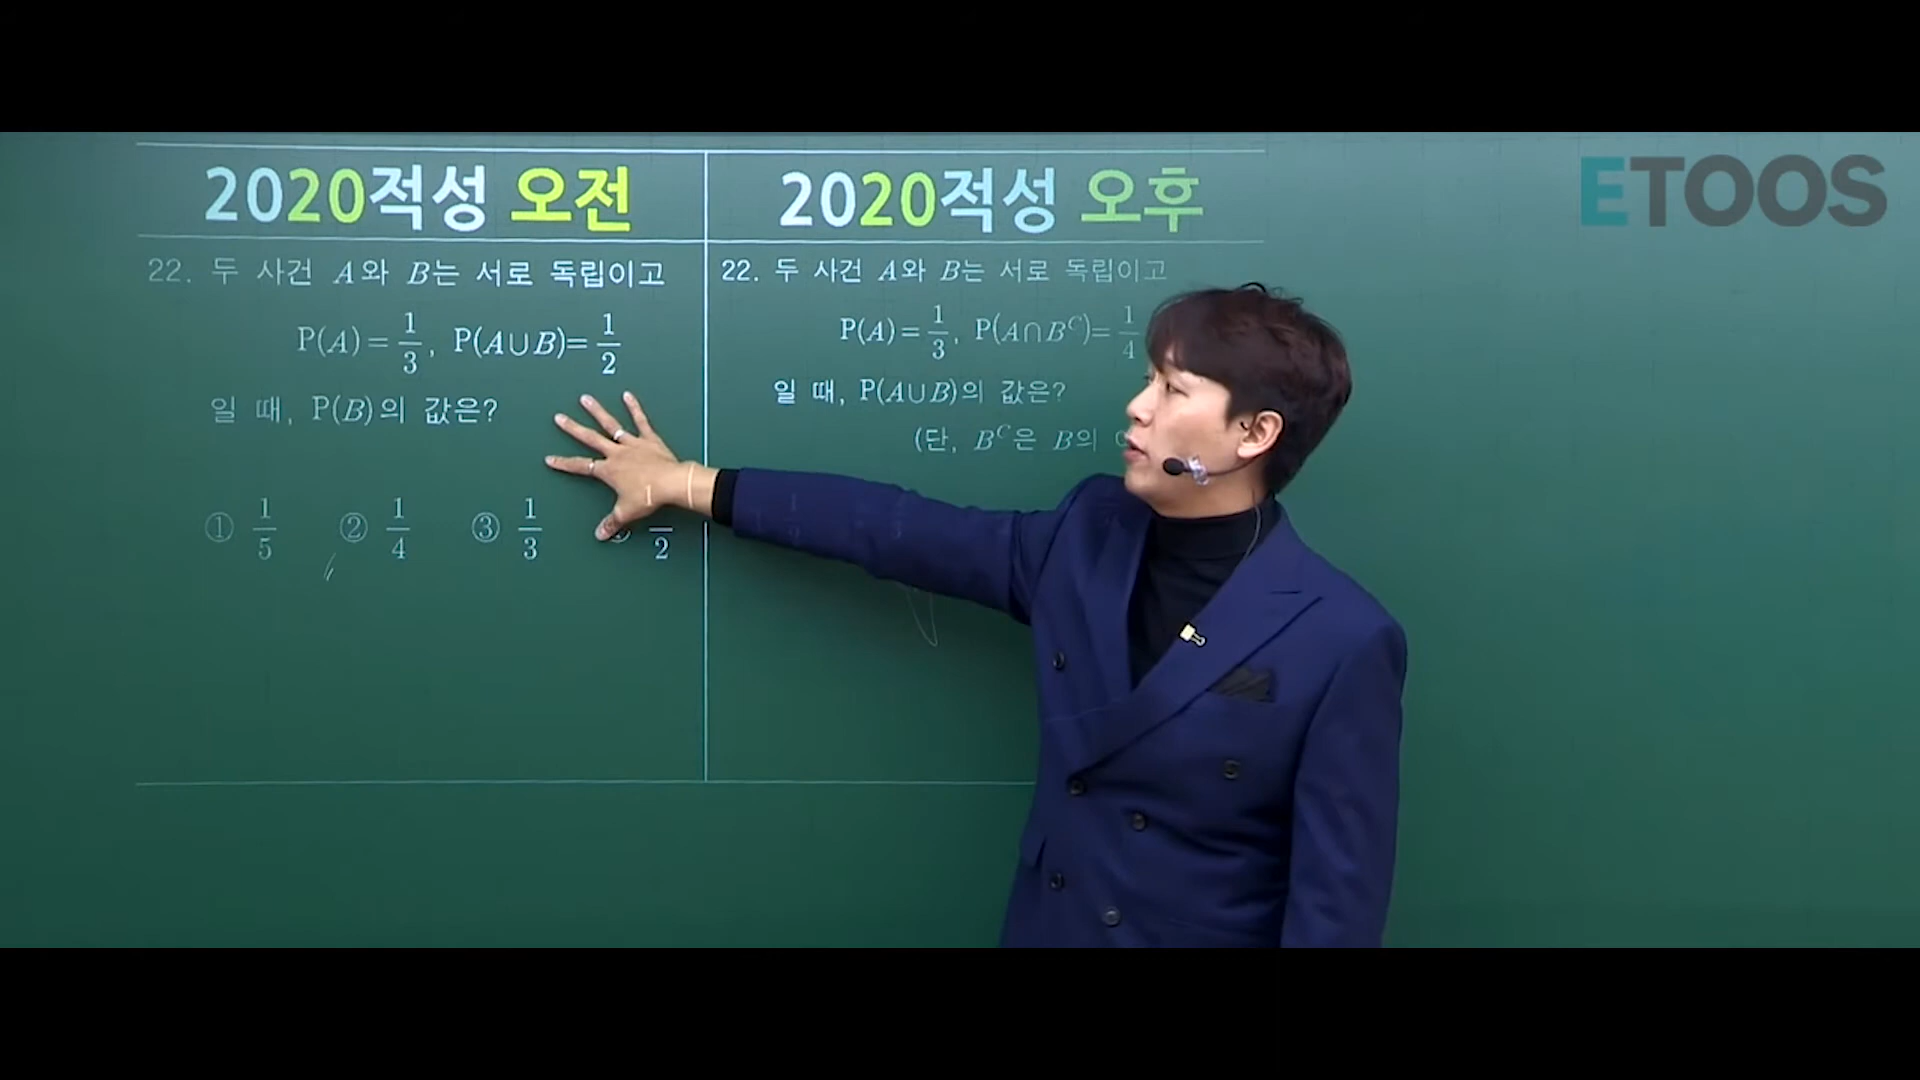 ETOOS
2020적성 오전
22. 두 사건 A와 B는 서로 독립이고
P(A)=1/3, P(A∪B)=1/2
일 때, P(B)의 값은?
① 1/5 ② 1/4 ③ 1/3 2
2020적성 오후
22. 두 사건 A와 B는 서로 독립이고
P(A)=1/3, P(A∩B^C)=1/4
일 때, P(A∪B)의 값은?
(단, B^C은 B의